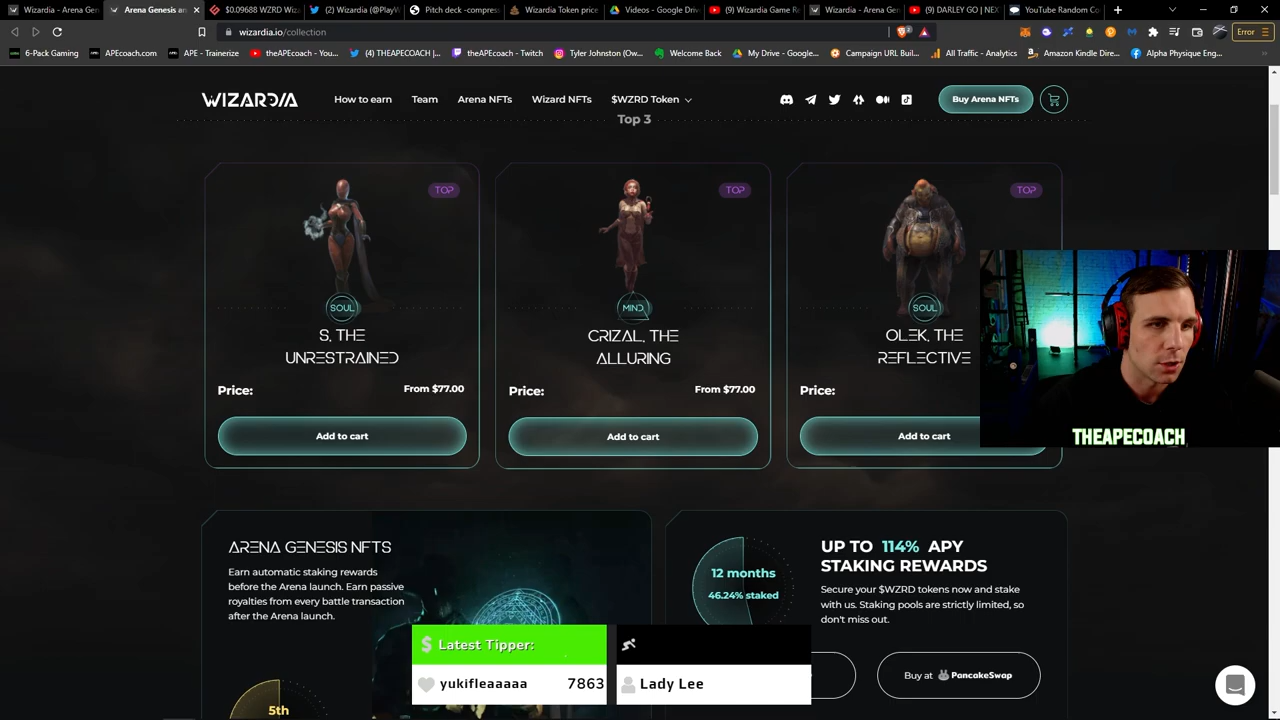 Wizardia - Arena Gen
Arena Genesis an
$0.09688 WZRD Wiz
(2) Wizardia (@PlayW
Pitch deck -compress
Wizardia Token price
Videos - Google Driv
(9) Wizardia Game Re
Wizardia - Arena Gen
(9) DARLEY GO | NEX
YouTube Random Co
wizardia.io/collection
Error
6-Pack Gaming
APEcoach.com
APE - Trainerize
theAPEcoach - You...
(4) THEAPECOACH |...
theAPEcoach - Twitch
Tyler Johnston (Ow...
Welcome Back
My Drive - Google...
Campaign URL Buil...
All Traffic - Analytics
Amazon Kindle Dire...
Alpha Physique Eng...
WIZARDIA
How to earn
Team
Arena NFTs
Wizard NFTs
$WZRD Token
Buy Arena NFTs
Top 3
TOP
TOP
TOP
SOUL
MIND
SOUL
S, THE
UNRESTRAINED
CRIZAL, THE
ALLURING
OLEK, THE
REFLECTIVE
Price:
From $77.00
Price:
From $77.00
Price:
Add to cart
Add to cart
Add to cart
THEAPECOACH
ARENA GENESIS NFTS
Earn automatic staking rewards
before the Arena launch. Earn passive
royalties from every battle transaction
after the Arena launch.
5th
12 months
46.24% staked
UP TO 114% APY
STAKING REWARDS
Secure your $WZRD tokens now and stake
with us. Staking pools are strictly limited, so
don't miss out.
Buy at PancakeSwap
$ Latest Tipper:
yukifleaaaaa 7863
Lady Lee